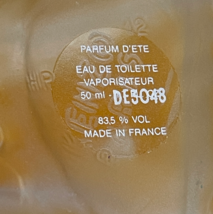 PARFUM D'ETE
EAU DE TOILETTE
VAPORISATEUR
50 ml - DE5048
83,5 % VOL
MADE IN FRANCE